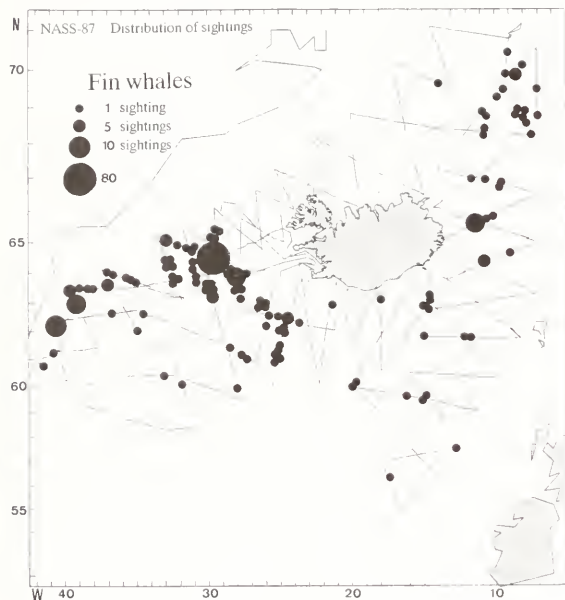 N
NASS-87 Distribution of sightings
70
Fin whales
1 sighting
5 sightings
10 sightings
80
65
60
55
W 40 30 20 10